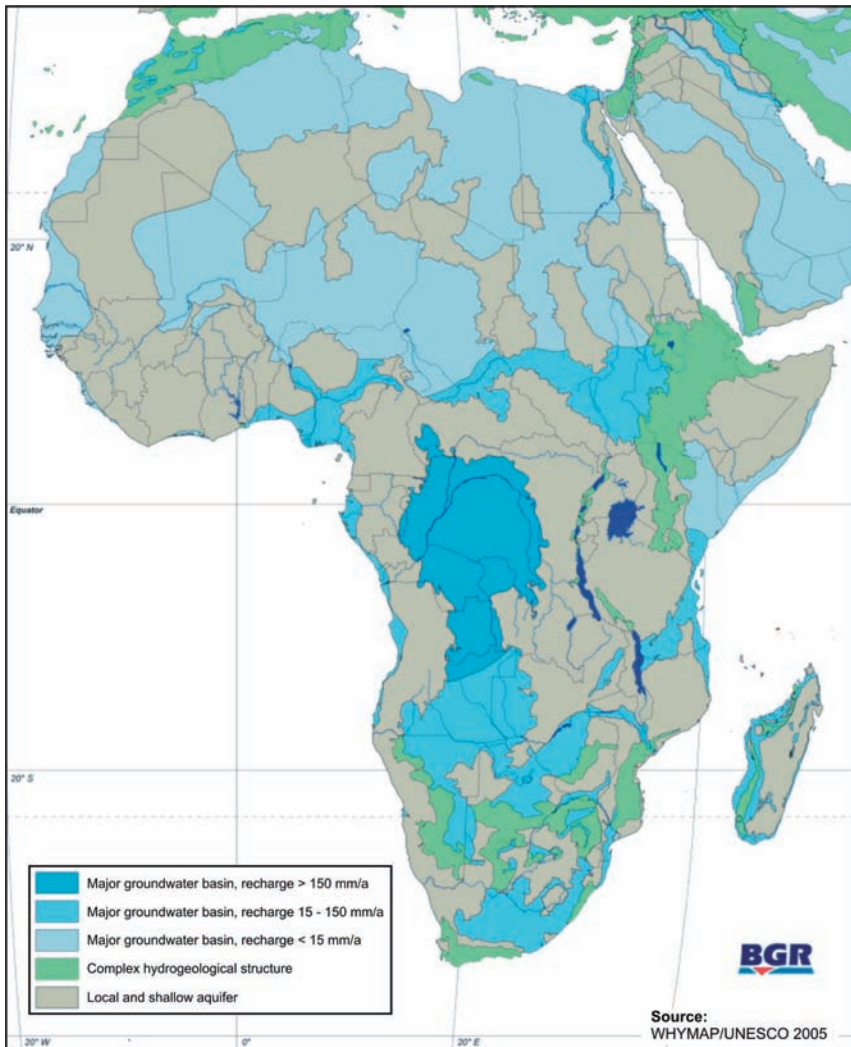 20° N
Equator
20° S
Major groundwater basin, recharge > 150 mm/a
Major groundwater basin, recharge 15 - 150 mm/a
Major groundwater basin, recharge < 15 mm/a
Complex hydrogeological structure
Local and shallow aquifer
BGR
Source:
WHYMAP/UNESCO 2005
20° W
0°
20° E